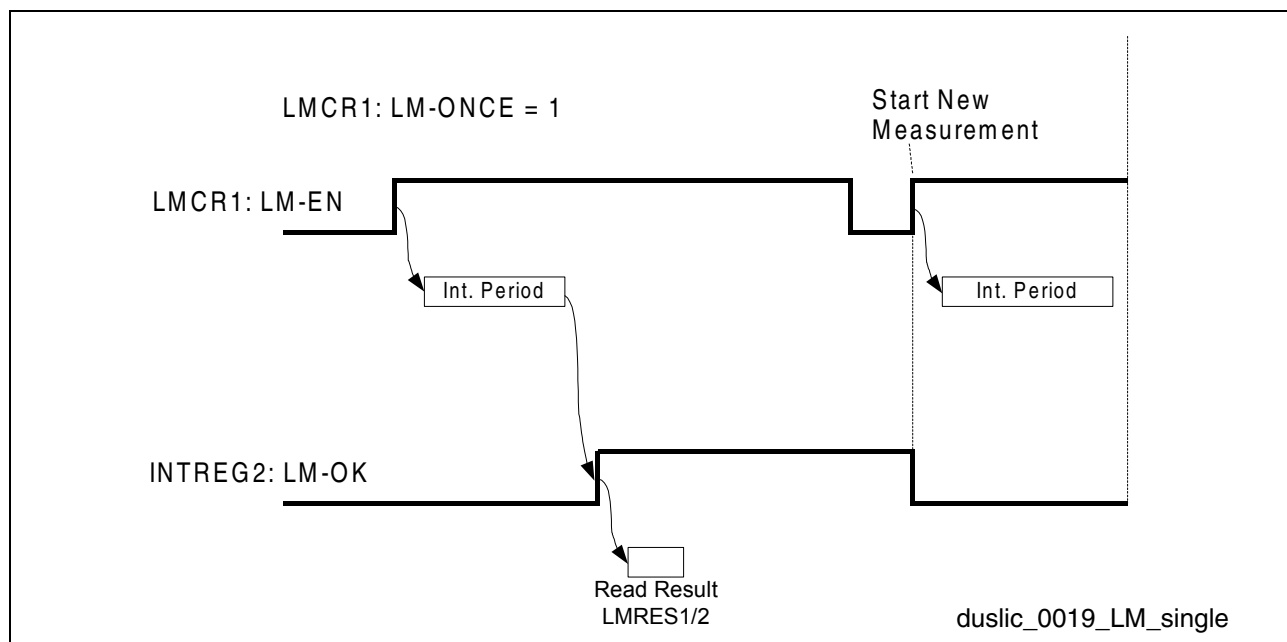 LMCR1: LM-ONCE = 1
Start New
Measurement
LMCR1: LM-EN
Int. Period
Int. Period
INTREG2: LM-OK
Read Result
LMRES1/2
duslic_0019_LM_single